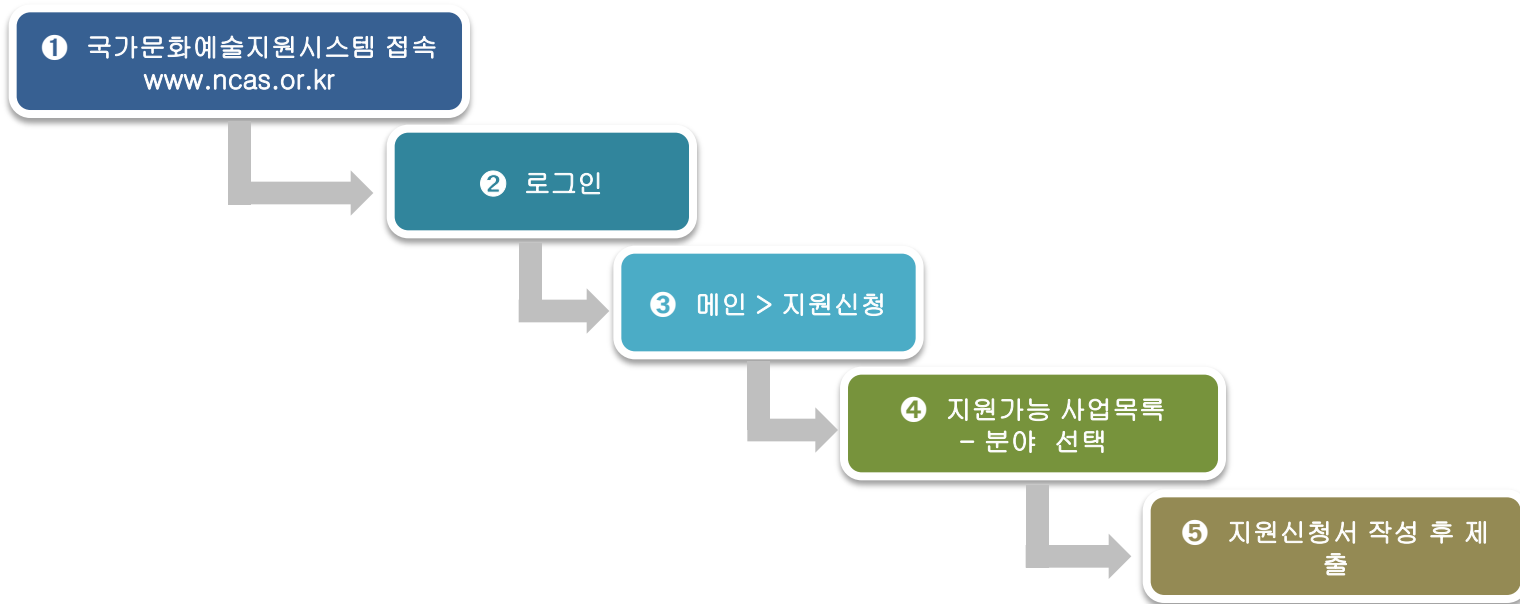 ❶ 국가문화예술지원시스템 접속
www.ncas.or.kr
❷ 로그인
❸ 메인 > 지원신청
❹ 지원가능 사업목록
- 분야 선택
❺ 지원신청서 작성 후 제
출